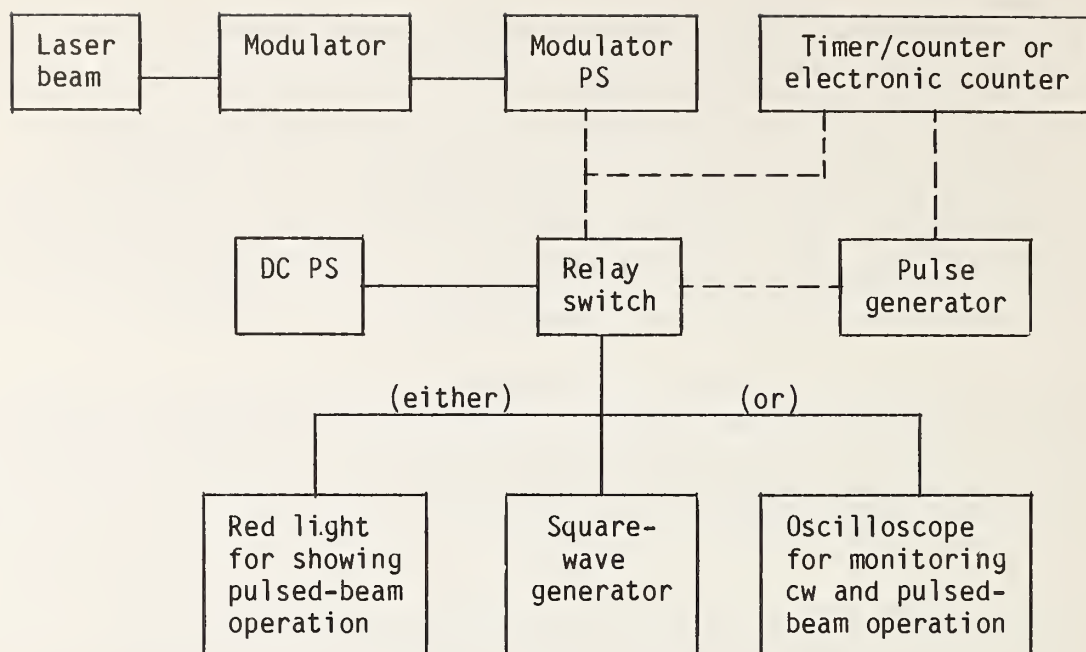 Laser
beam
Modulator
Modulator
PS
Timer/counter or
electronic counter
DC PS
Relay
switch
Pulse
generator
(either)
(or)
Red light
for showing
pulsed-beam
operation
Square-
wave
generator
Oscilloscope
for monitoring
cw and pulsed-
beam operation